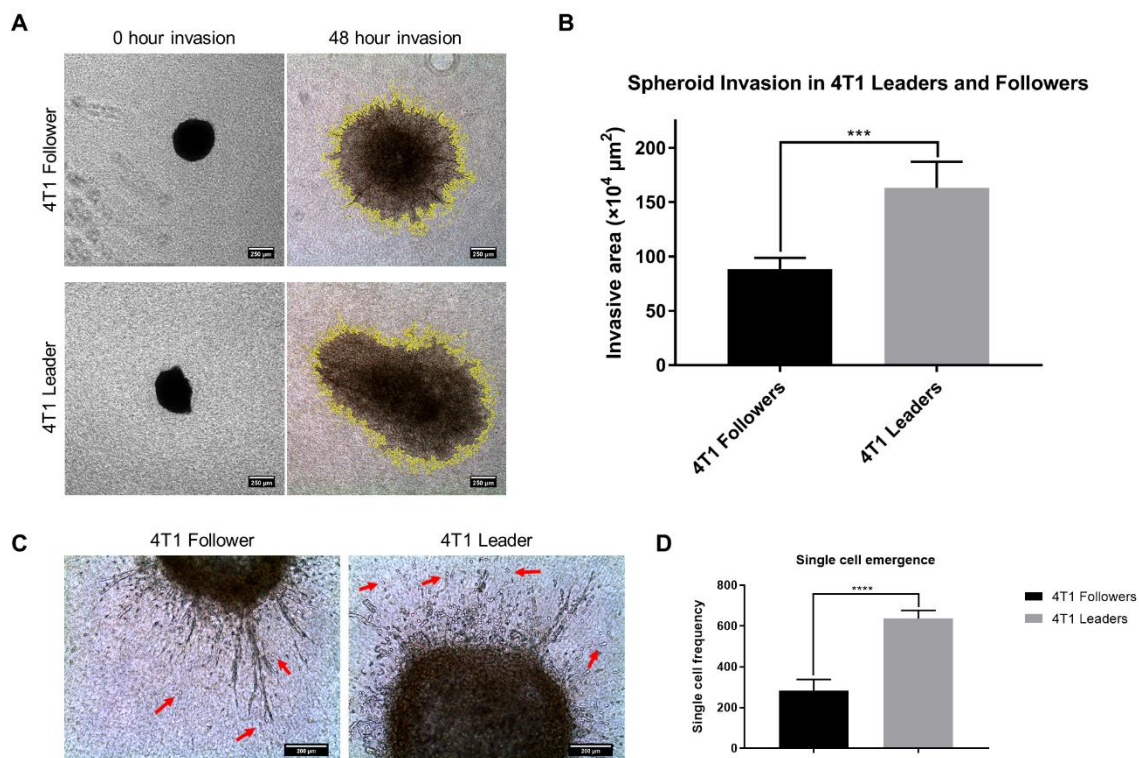 A
0 hour invasion
48 hour invasion
4T1 Follower
250 µm
250 µm
4T1 Leader
250 µm
250 µm
B
Spheroid Invasion in 4T1 Leaders and Followers
***
Invasive area (×10⁴ µm²)
200
150
100
50
0
4T1 Followers
4T1 Leaders
C
4T1 Follower
4T1 Leader
200 µm
200 µm
D
Single cell emergence
****
Single cell frequency
800
600
400
200
0
4T1 Followers
4T1 Leaders